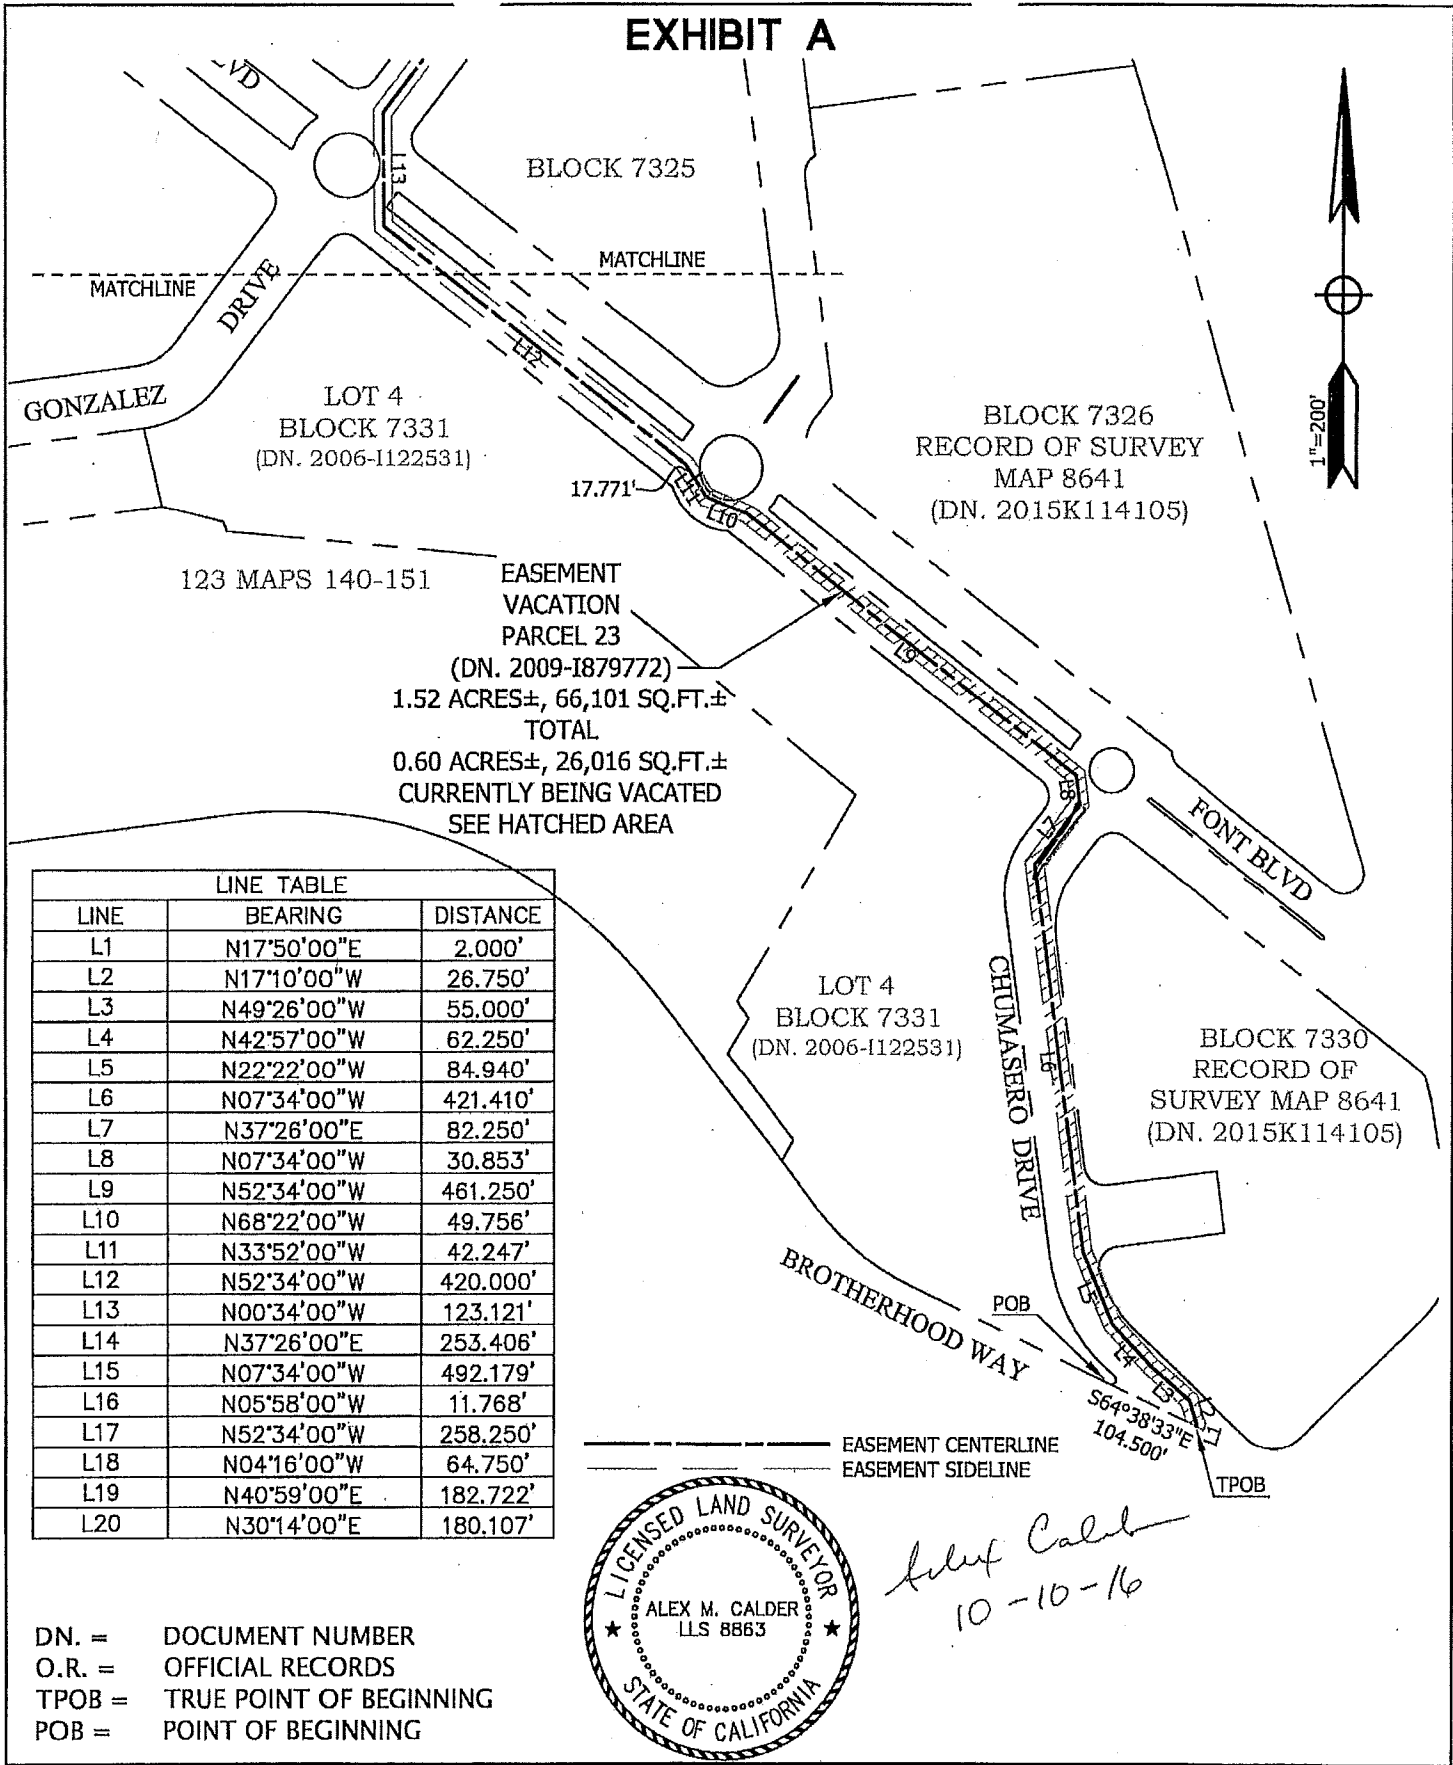 EXHIBIT A
LVD
BLOCK 7325
L13
MATCHLINE
MATCHLINE
DRIVE
GONZALEZ
L12
LOT 4
BLOCK 7331
(DN. 2006-I122531)
17.771'
L11
L10
BLOCK 7326
RECORD OF SURVEY
MAP 8641
(DN. 2015K114105)
1"=200'
123 MAPS 140-151
EASEMENT
VACATION
PARCEL 23
(DN. 2009-I879772)
1.52 ACRES±, 66,101 SQ.FT.±
TOTAL
0.60 ACRES±, 26,016 SQ.FT.±
CURRENTLY BEING VACATED
SEE HATCHED AREA
L9
L8
L7
FONT BLVD
LINE TABLE
LINE BEARING DISTANCE
L1 N17°50'00"E 2.000'
L2 N17°10'00"W 26.750'
L3 N49°26'00"W 55.000'
L4 N42°57'00"W 62.250'
L5 N22°22'00"W 84.940'
L6 N07°34'00"W 421.410'
L7 N37°26'00"E 82.250'
L8 N07°34'00"W 30.853'
L9 N52°34'00"W 461.250'
L10 N68°22'00"W 49.756'
L11 N33°52'00"W 42.247'
L12 N52°34'00"W 420.000'
L13 N00°34'00"W 123.121'
L14 N37°26'00"E 253.406'
L15 N07°34'00"W 492.179'
L16 N05°58'00"W 11.768'
L17 N52°34'00"W 258.250'
L18 N04°16'00"W 64.750'
L19 N40°59'00"E 182.722'
L20 N30°14'00"E 180.107'
LOT 4
BLOCK 7331
(DN. 2006-I122531)
CHUMASERO DRIVE
L6
BLOCK 7330
RECORD OF
SURVEY MAP 8641
(DN. 2015K114105)
BROTHERHOOD WAY
POB
L5
L4
L3
L2
L1
S64°38'33"E
104.500'
TPOB
EASEMENT CENTERLINE
EASEMENT SIDELINE
LICENSED LAND SURVEYOR
ALEX M. CALDER
LLS 8863
STATE OF CALIFORNIA
Alex Calder
10-10-16
DN. = DOCUMENT NUMBER
O.R. = OFFICIAL RECORDS
TPOB = TRUE POINT OF BEGINNING
POB = POINT OF BEGINNING